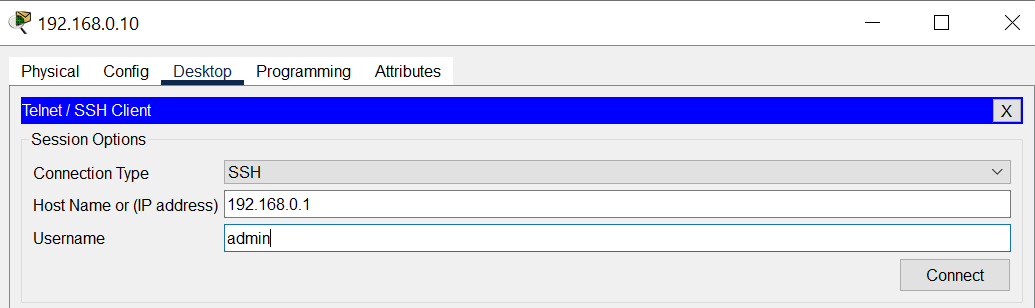 192.168.0.10
Physical Config Desktop Programming Attributes
Telnet / SSH Client X
Session Options
Connection Type SSH
Host Name or (IP address) 192.168.0.1
Username admin
Connect